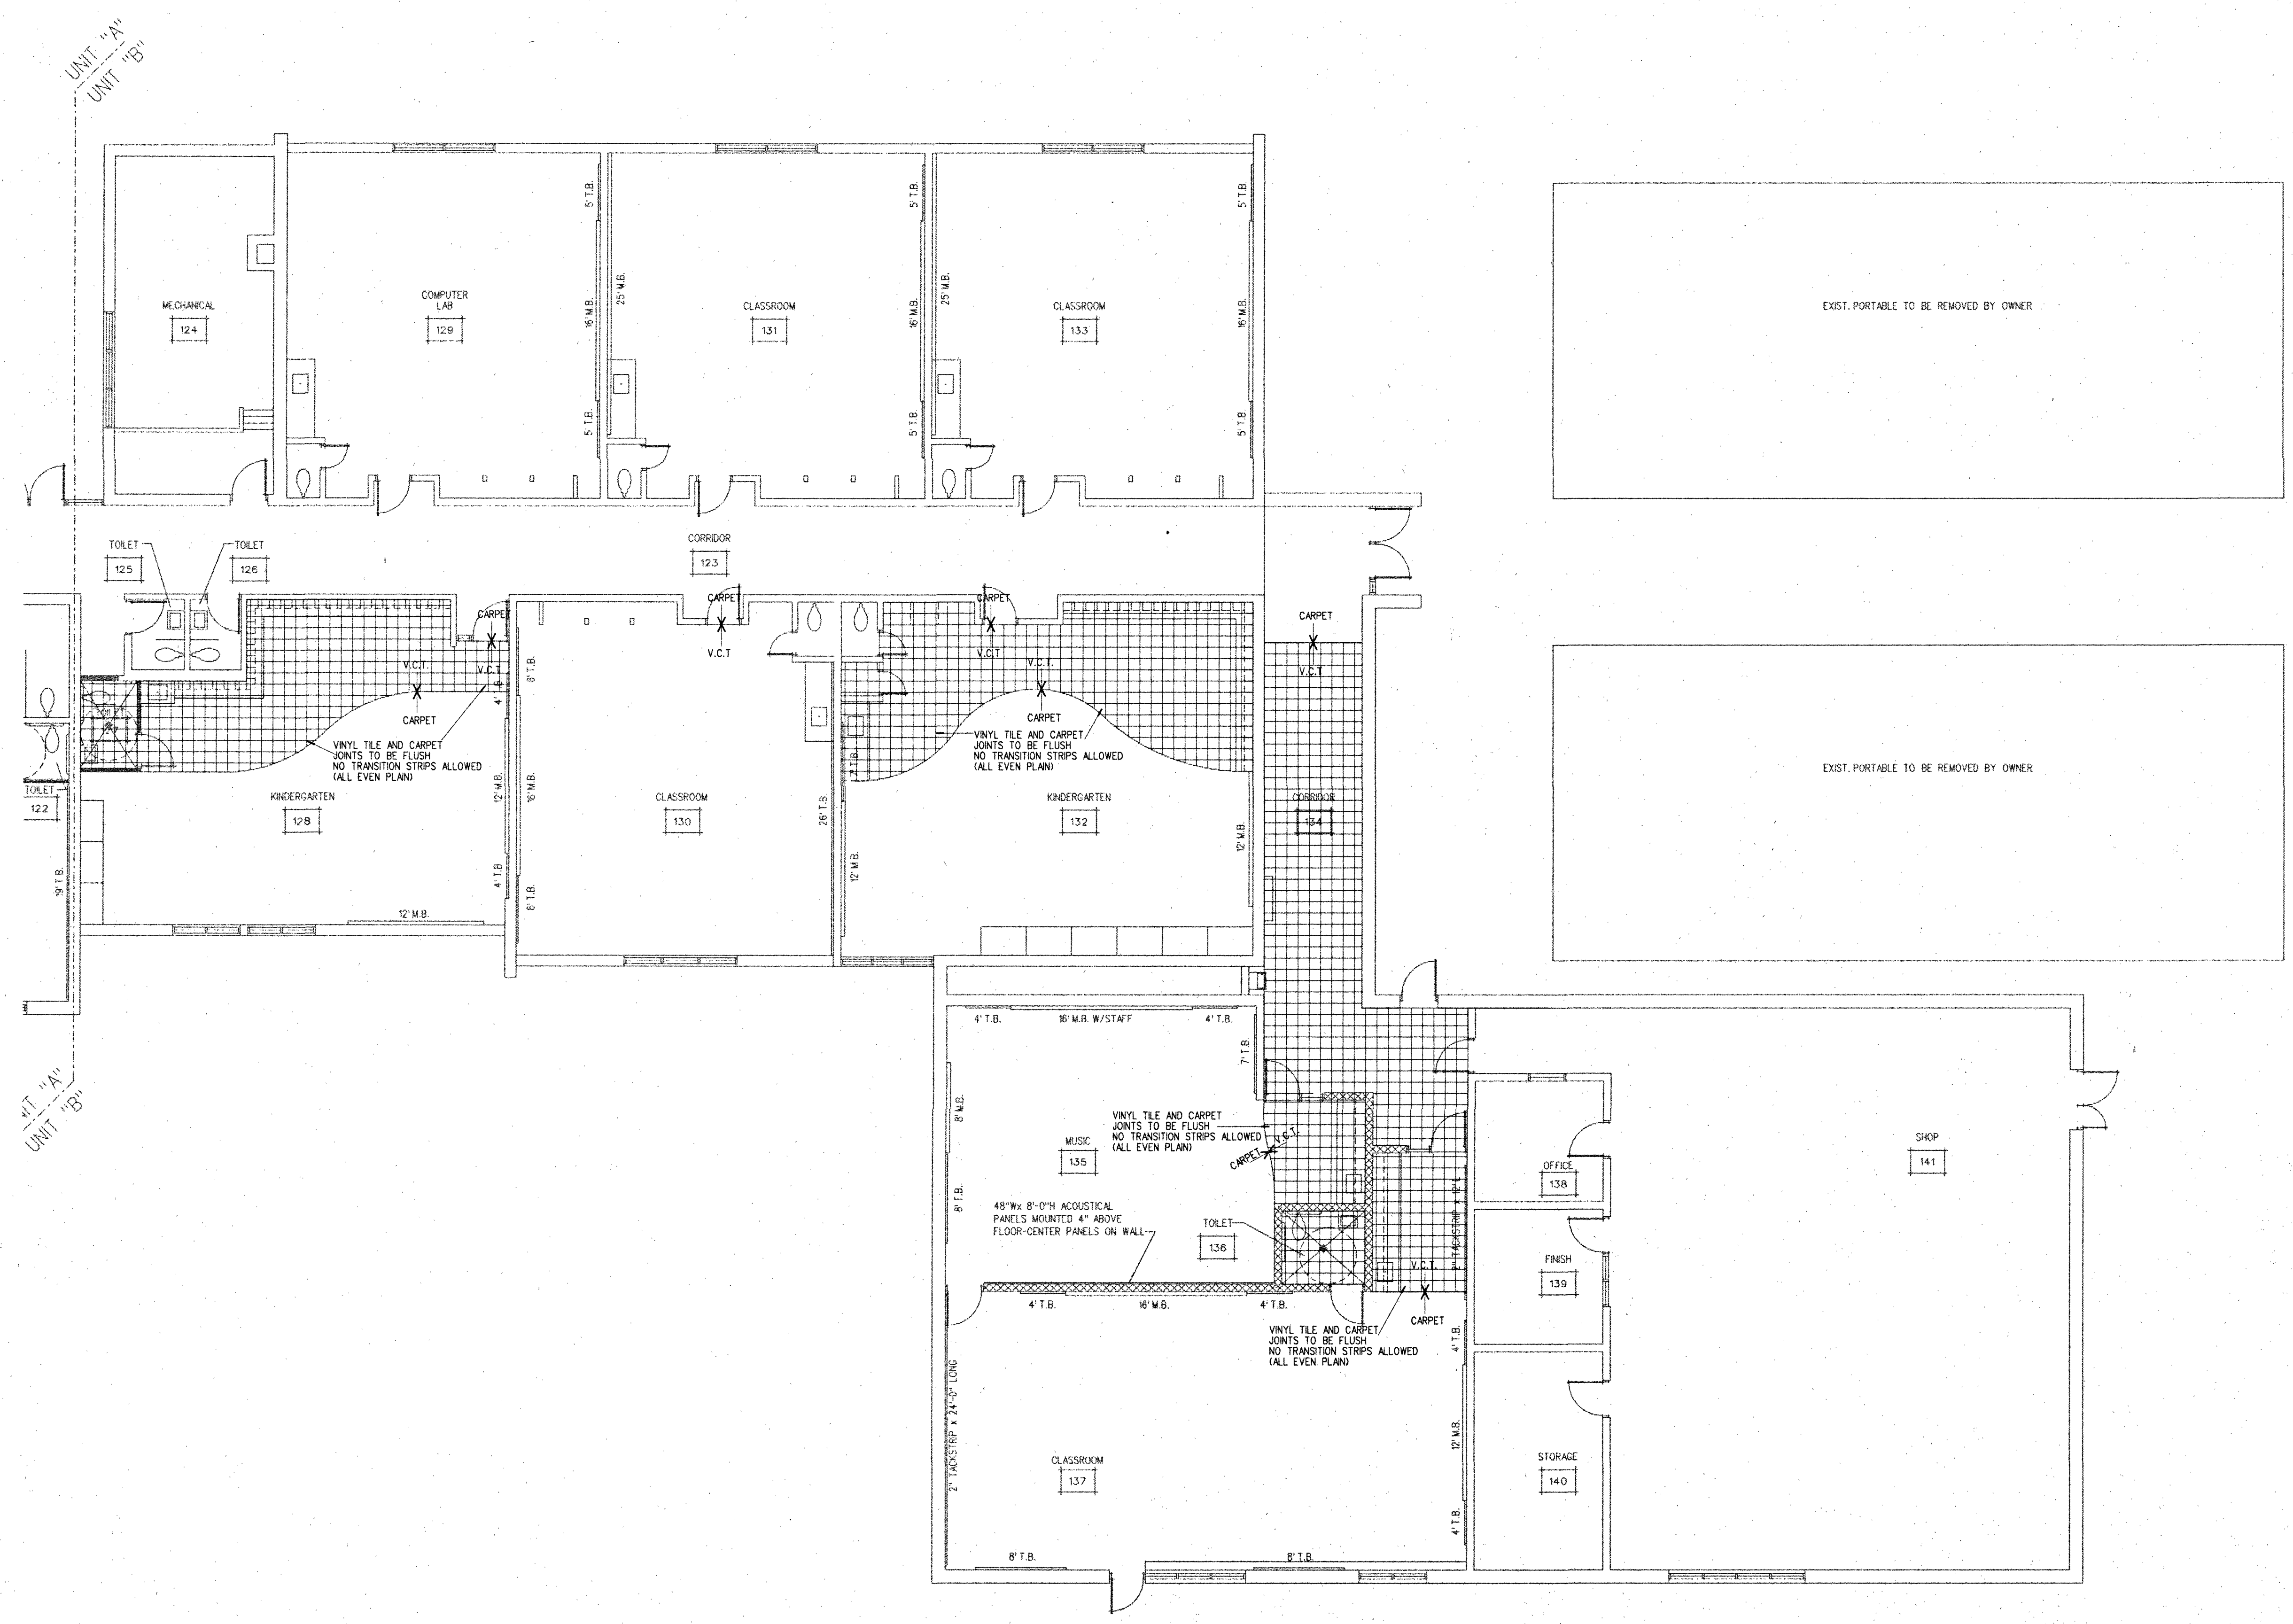 UNIT "A"
UNIT "B"
MECHANICAL
124
COMPUTER
LAB
129
5' T.B.
16' M.B.
5' T.B.
25' M.B.
CLASSROOM
131
5' T.B.
16' M.B.
5' T.B.
25' M.B.
CLASSROOM
133
5' T.B.
16' M.B.
5' T.B.
EXIST. PORTABLE TO BE REMOVED BY OWNER
TOILET
125
TOILET
126
CORRIDOR
123
CARPET
V.C.T
V.C.T.
CARPET
VINYL TILE AND CARPET
JOINTS TO BE FLUSH
NO TRANSITION STRIPS ALLOWED
(ALL EVEN PLAIN)
KINDERGARTEN
128
4'
B
12' M.B.
4' T.B
12' M.B.
TOILET
122
19' T.B.
CARPET
V.C.T
6' T.B.
16' M.B.
6' T.B.
CLASSROOM
130
26' T.B.
CARPET
V.C.T
V.C.T.
CARPET
VINYL TILE AND CARPET
JOINTS TO BE FLUSH
NO TRANSITION STRIPS ALLOWED
(ALL EVEN PLAIN)
7' T.B.
12' M.B.
KINDERGARTEN
132
12' M.B.
CARPET
V.C.T
CORRIDOR
134
EXIST. PORTABLE TO BE REMOVED BY OWNER
UNIT "B"
4' T.B.
16' M.B. W/STAFF
4' T.B.
7' T.B.
8' M.B.
8' T.B.
MUSIC
135
VINYL TILE AND CARPET
JOINTS TO BE FLUSH
NO TRANSITION STRIPS ALLOWED
(ALL EVEN PLAIN)
V.C.T.
CARPET
48"Wx 8'-0"H ACOUSTICAL
PANELS MOUNTED 4" ABOVE
FLOOR-CENTER PANELS ON WALL
TOILET
136
2" TACKSTRIP x 12'L
V.C.T.
CARPET
OFFICE
138
FINISH
139
STORAGE
140
SHOP
141
4' T.B.
16' M.B.
4' T.B.
VINYL TILE AND CARPET
JOINTS TO BE FLUSH
NO TRANSITION STRIPS ALLOWED
(ALL EVEN PLAIN)
2" TACKSTRIP x 24'-0" LONG
CLASSROOM
137
4' T.B.
12' M.B.
4' T.B.
8' T.B.
8' T.B.